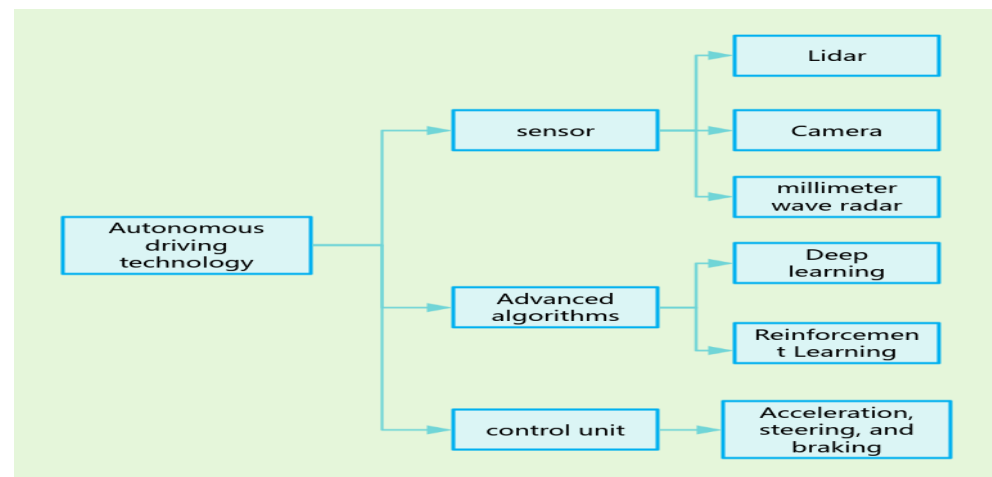 Lidar
sensor
Camera
millimeter
wave radar
Autonomous
driving
technology
Deep
learning
Advanced
algorithms
Reinforcemen
t Learning
control unit
Acceleration,
steering, and
braking